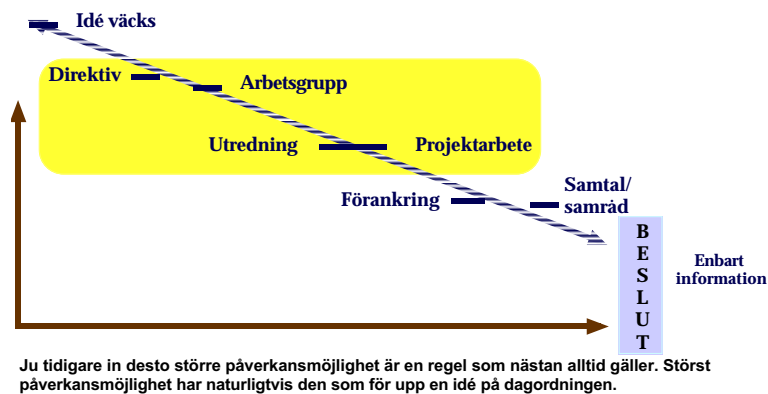 Idé väcks
Direktiv
Arbetsgrupp
Utredning
Projektarbete
Förankring
Samtal/
samråd
B
E
S
L
U
T
Enbart
information
Ju tidigare in desto större påverkansmöjlighet är en regel som nästan alltid gäller. Störst
påverkansmöjlighet har naturligtvis den som för upp en idé på dagordningen.